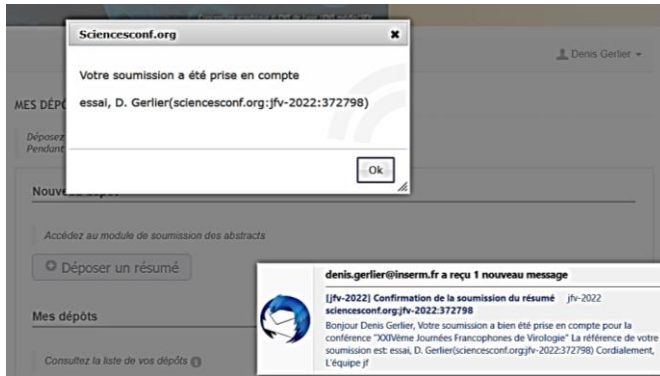 Sciencesconf.org
Votre soumission a été prise en compte
essai, D. Gerlier(sciencesconf.org:jfv-2022:372798)
Ok
Denis Gerlier
MES DÉPÔ
Déposez
Pendant
Nouve
Accédez au module de soumission des abstracts
Déposer un résumé
Mes dépôts
Consultez la liste de vos dépôts
denis.gerlier@inserm.fr a reçu 1 nouveau message
[jfv-2022] Confirmation de la soumission du résumé jfv-2022
sciencesconf.org:jfv-2022:372798
Bonjour Denis Gerlier, Votre soumission a bien été prise en compte pour la
conférence "XXIVème Journées Francophones de Virologie" La référence de votre
soumission est: essai, D. Gerlier(sciencesconf.org:jfv-2022:372798) Cordialement,
L'équipe jf